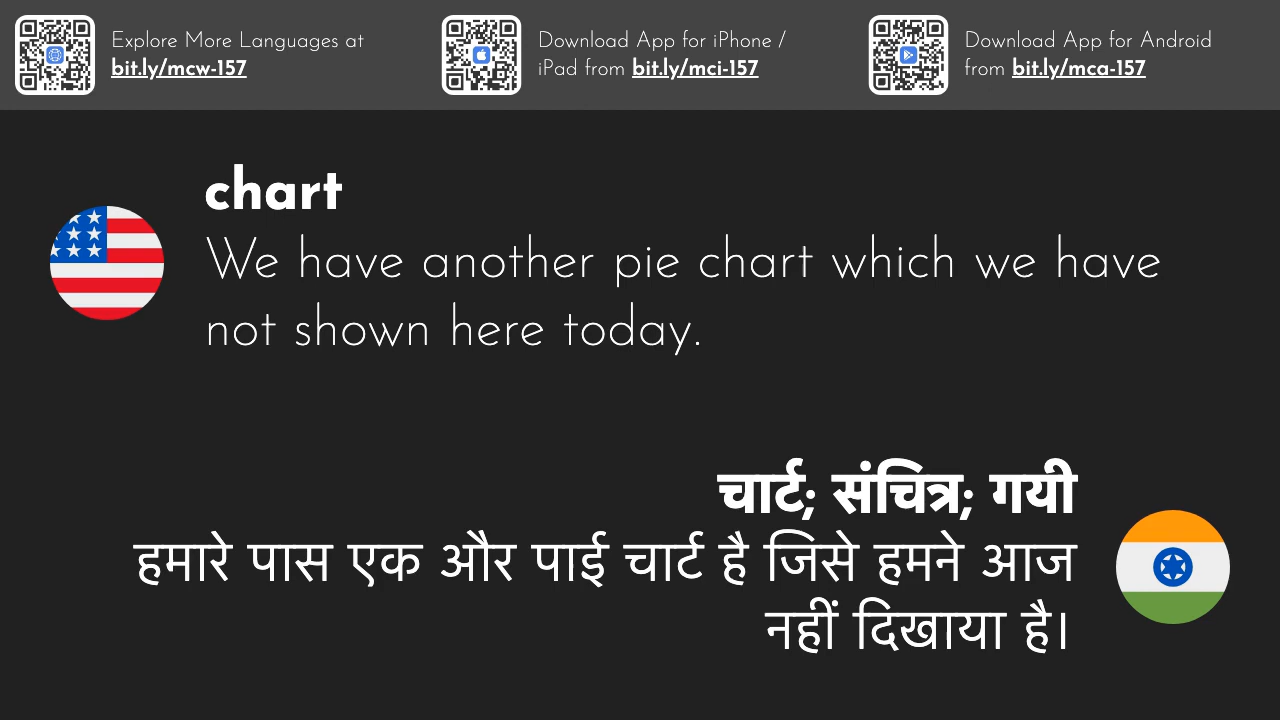 Explore More Languages at
bit.ly/mcw-157
Download App for iPhone /
iPad from bit.ly/mci-157
Download App for Android
from bit.ly/mca-157
chart
We have another pie chart which we have
not shown here today.
चार्ट; संचित्र; गयी
हमारे पास एक और पाई चार्ट है जिसे हमने आज
नहीं दिखाया है।